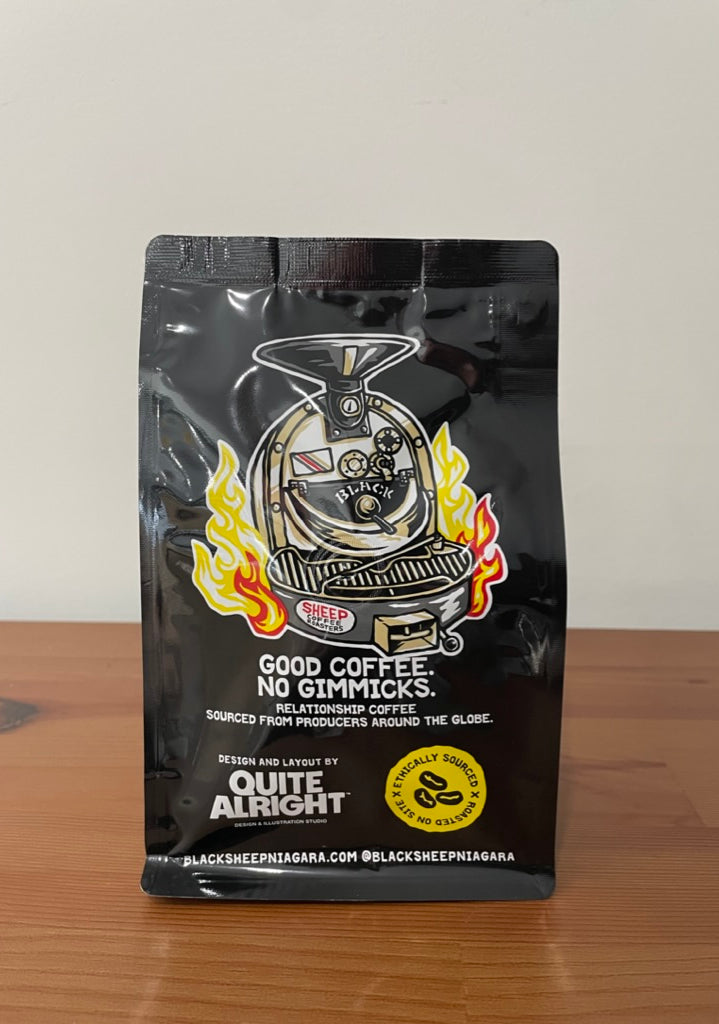 BLACK
SHEEP
COFFEE
ROASTERS
GOOD COFFEE.
NO GIMMICKS.
RELATIONSHIP COFFEE
SOURCED FROM PRODUCERS AROUND THE GLOBE.
DESIGN AND LAYOUT BY
QUITE
ALRIGHT™
DESIGN & ILLUSTRATION STUDIO
ETHICALLY SOURCED X ROASTED ON SITE X
BLACKSHEEPNIAGARA.COM @BLACKSHEEPNIAGARA